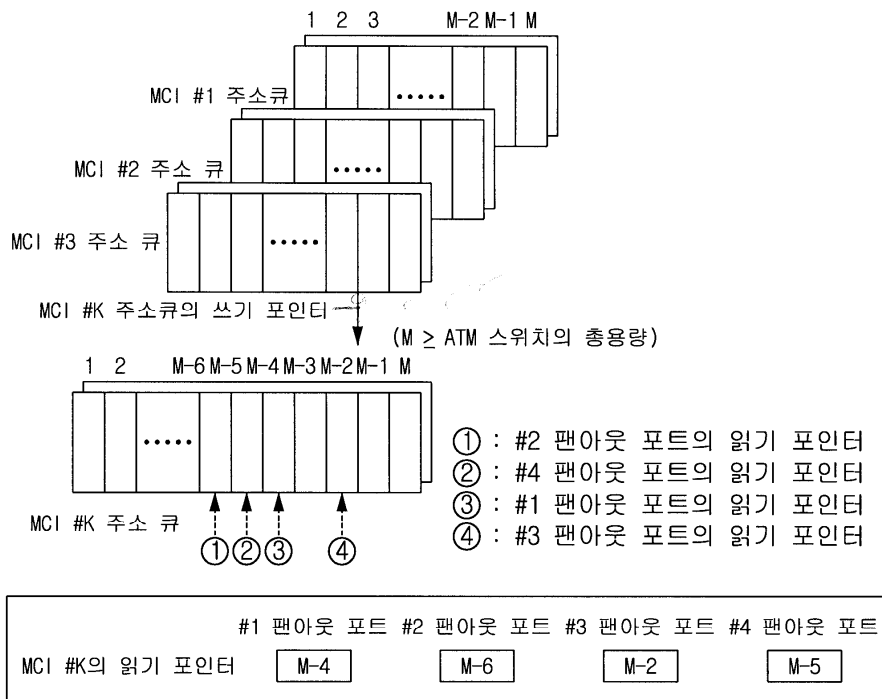 1 2 3 M-2 M-1 M
MCI #1 주소큐
MCI #2 주소 큐
MCI #3 주소 큐
MCI #K 주소큐의 쓰기 포인터
(M ≥ ATM 스위치의 총용량)
1 2 M-6 M-5 M-4 M-3 M-2 M-1 M
MCI #K 주소 큐
① ② ③ ④
① : #2 팬아웃 포트의 읽기 포인터
② : #4 팬아웃 포트의 읽기 포인터
③ : #1 팬아웃 포트의 읽기 포인터
④ : #3 팬아웃 포트의 읽기 포인터
#1 팬아웃 포트 #2 팬아웃 포트 #3 팬아웃 포트 #4 팬아웃 포트
MCI #K의 읽기 포인터 M-4 M-6 M-2 M-5